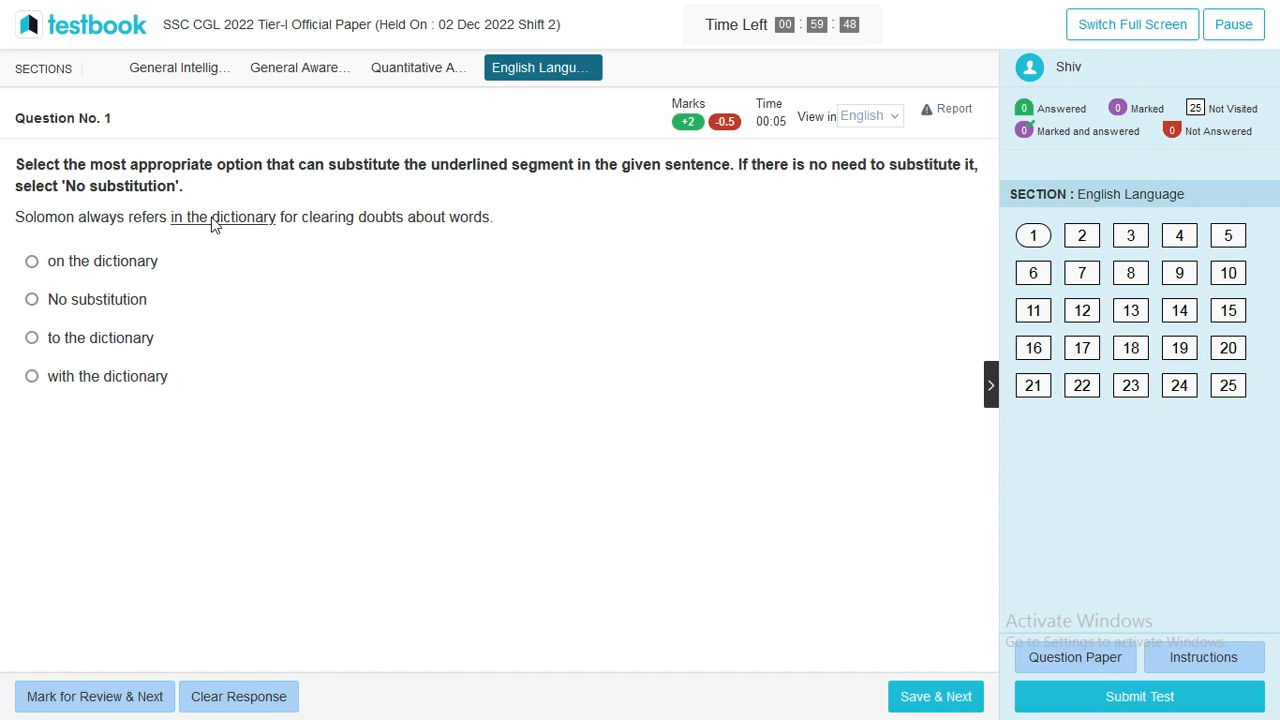 testbook SSC CGL 2022 Tier-I Official Paper (Held On : 02 Dec 2022 Shift 2) Time Left 00 : 59 : 48 Switch Full Screen Pause
SECTIONS General Intellig... General Aware... Quantitative A... English Langu... Shiv
Question No. 1 Marks +2 -0.5 Time 00:05 View in English Report
0 Answered 0 Marked 25 Not Visited
0 Marked and answered 0 Not Answered
Select the most appropriate option that can substitute the underlined segment in the given sentence. If there is no need to substitute it,
select 'No substitution'.
Solomon always refers in the dictionary for clearing doubts about words.
on the dictionary
No substitution
to the dictionary
with the dictionary
SECTION : English Language
1 2 3 4 5
6 7 8 9 10
11 12 13 14 15
16 17 18 19 20
21 22 23 24 25
Activate Windows
Go to Settings to activate Windows.
Question Paper Instructions
Mark for Review & Next Clear Response Save & Next Submit Test